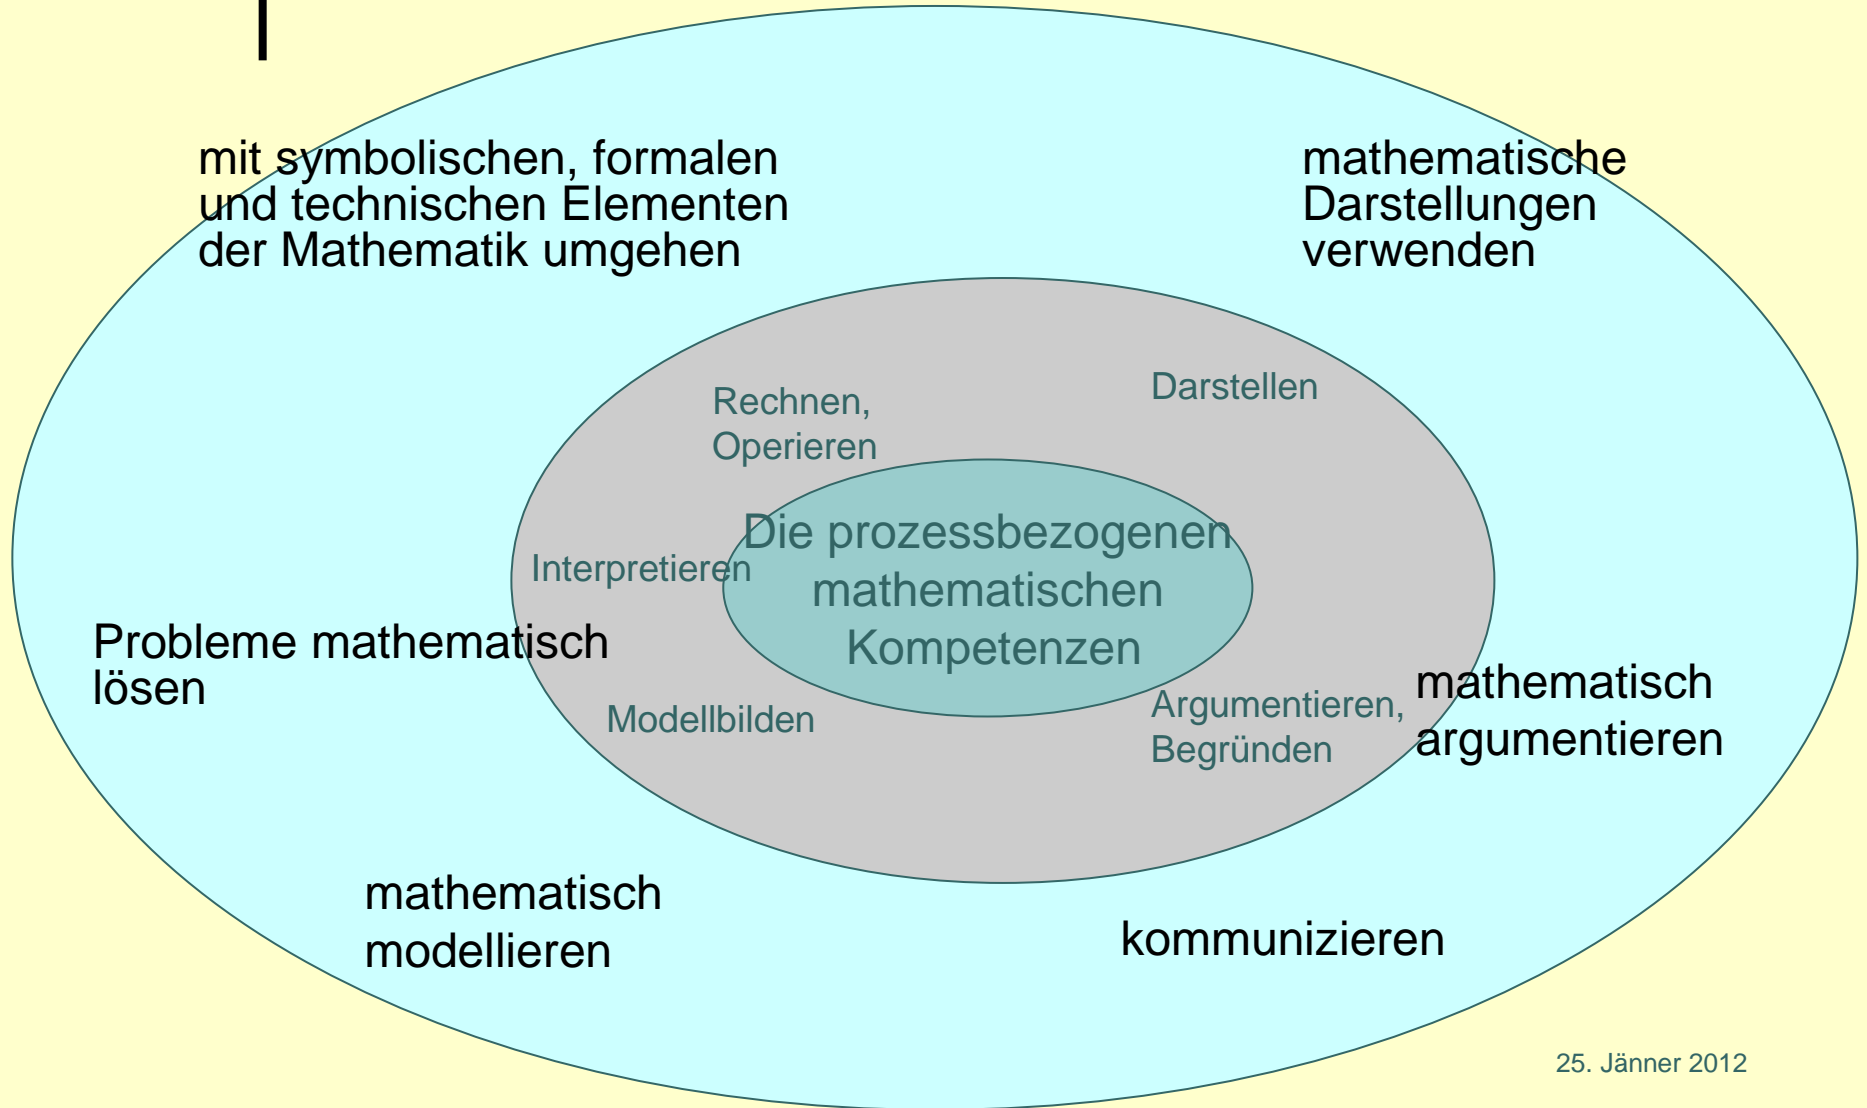 mit symbolischen, formalen
und technischen Elementen
der Mathematik umgehen
mathematische
Darstellungen
verwenden
Rechnen,
Operieren
Darstellen
Die prozessbezogenen
mathematischen
Kompetenzen
Interpretieren
Probleme mathematisch
lösen
Modellbilden
Argumentieren,
Begründen
mathematisch
argumentieren
mathematisch
modellieren
kommunizieren
25. Jänner 2012